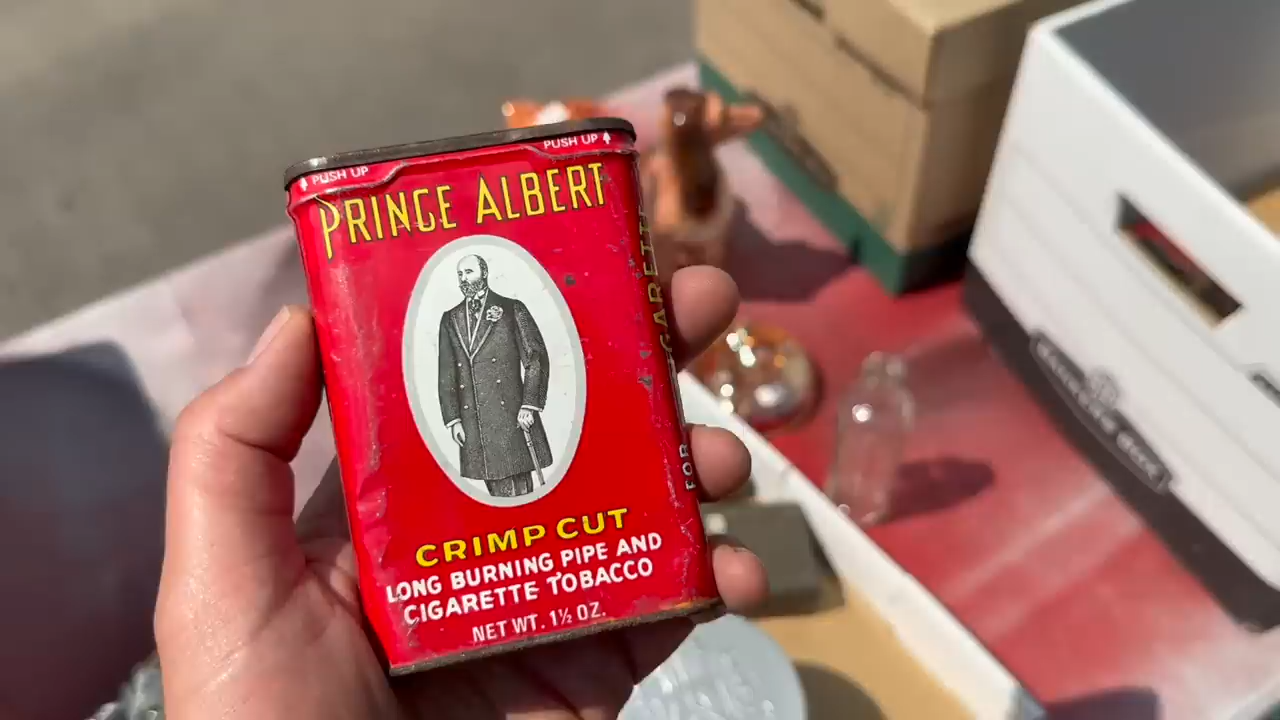 PUSH UP
PUSH UP
PRINCE ALBERT
CRIMP CUT
LONG BURNING PIPE AND
CIGARETTE TOBACCO
NET WT. 1½ OZ.
FOR